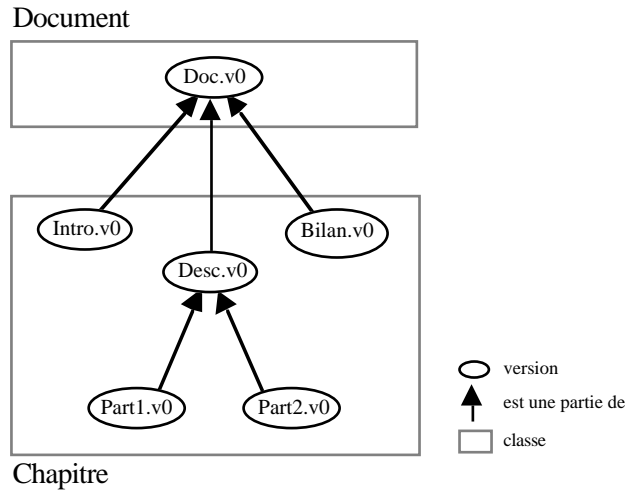 Document
Doc.v0
Intro.v0
Bilan.v0
Desc.v0
Part1.v0
Part2.v0
Chapitre
version
est une partie de
classe